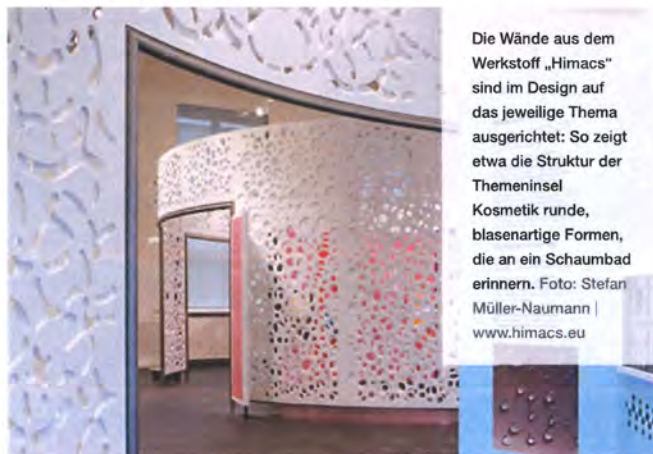 Die Wände aus dem
Werkstoff „Himacs“
sind im Design auf
das jeweilige Thema
ausgerichtet: So zeigt
etwa die Struktur der
Themeninsel
Kosmetik runde,
blasenartige Formen,
die an ein Schaumbad
erinnern. Foto: Stefan
Müller-Naumann |
www.himacs.eu